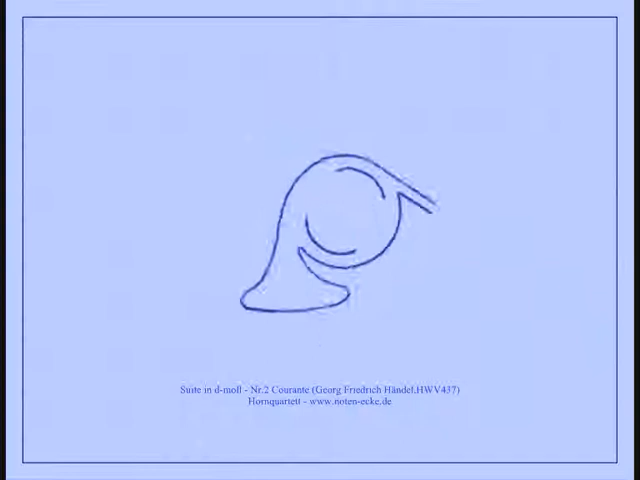 Suite in d-moll - Nr.2 Courante (Georg Friedrich Händel,HWV437)
Hornquartett - www.noten-ecke.de